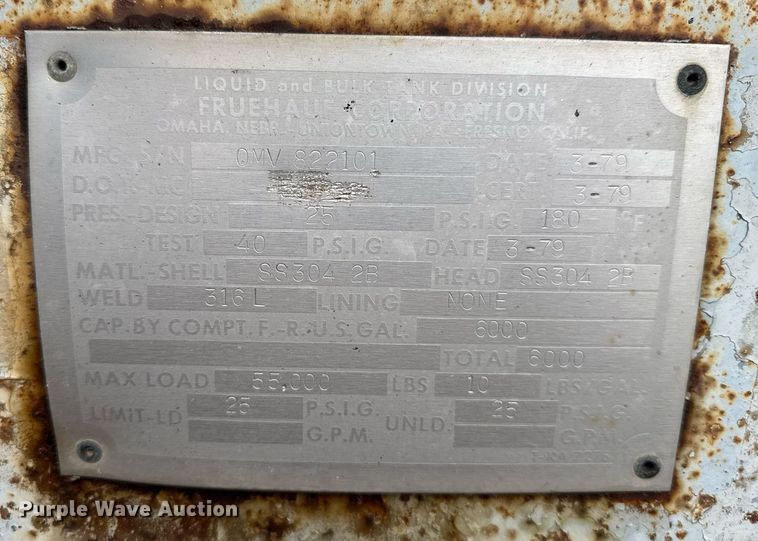 LIQUID and BULK TANK DIVISION
FRUEHAUF CORPORATION
OMAHA, NEBR.-UNIONTOWN, PA.-FRESNO, CALIF.
MFG. S/N OMV 822101 DATE 3-79
D.O.T. MC CERT. 3-79
PRES.-DESIGN 25 P.S.I.G. 180 °F
TEST 40 P.S.I.G. DATE 3-79
MATL.-SHELL SS304 2B HEAD SS304 2B
WELD 316 L LINING NONE
CAP. BY COMPT. F.-R. U.S. GAL. 6000
TOTAL 6000
MAX LOAD 55,000 LBS 10 LBS/GAL.
LIMIT-LD 25 P.S.I.G. UNLD. 25 P.S.I.G.
G.P.M. G.P.M.
Purple Wave Auction